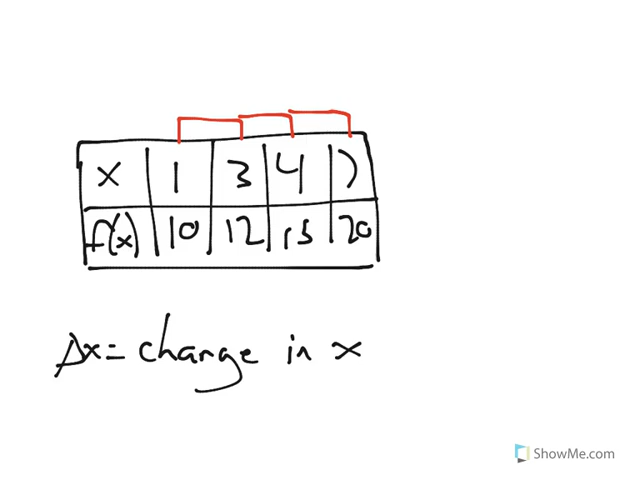 x 1 3 4 7
f(x) 10 12 15 20
Δx = change in x
ShowMe.com